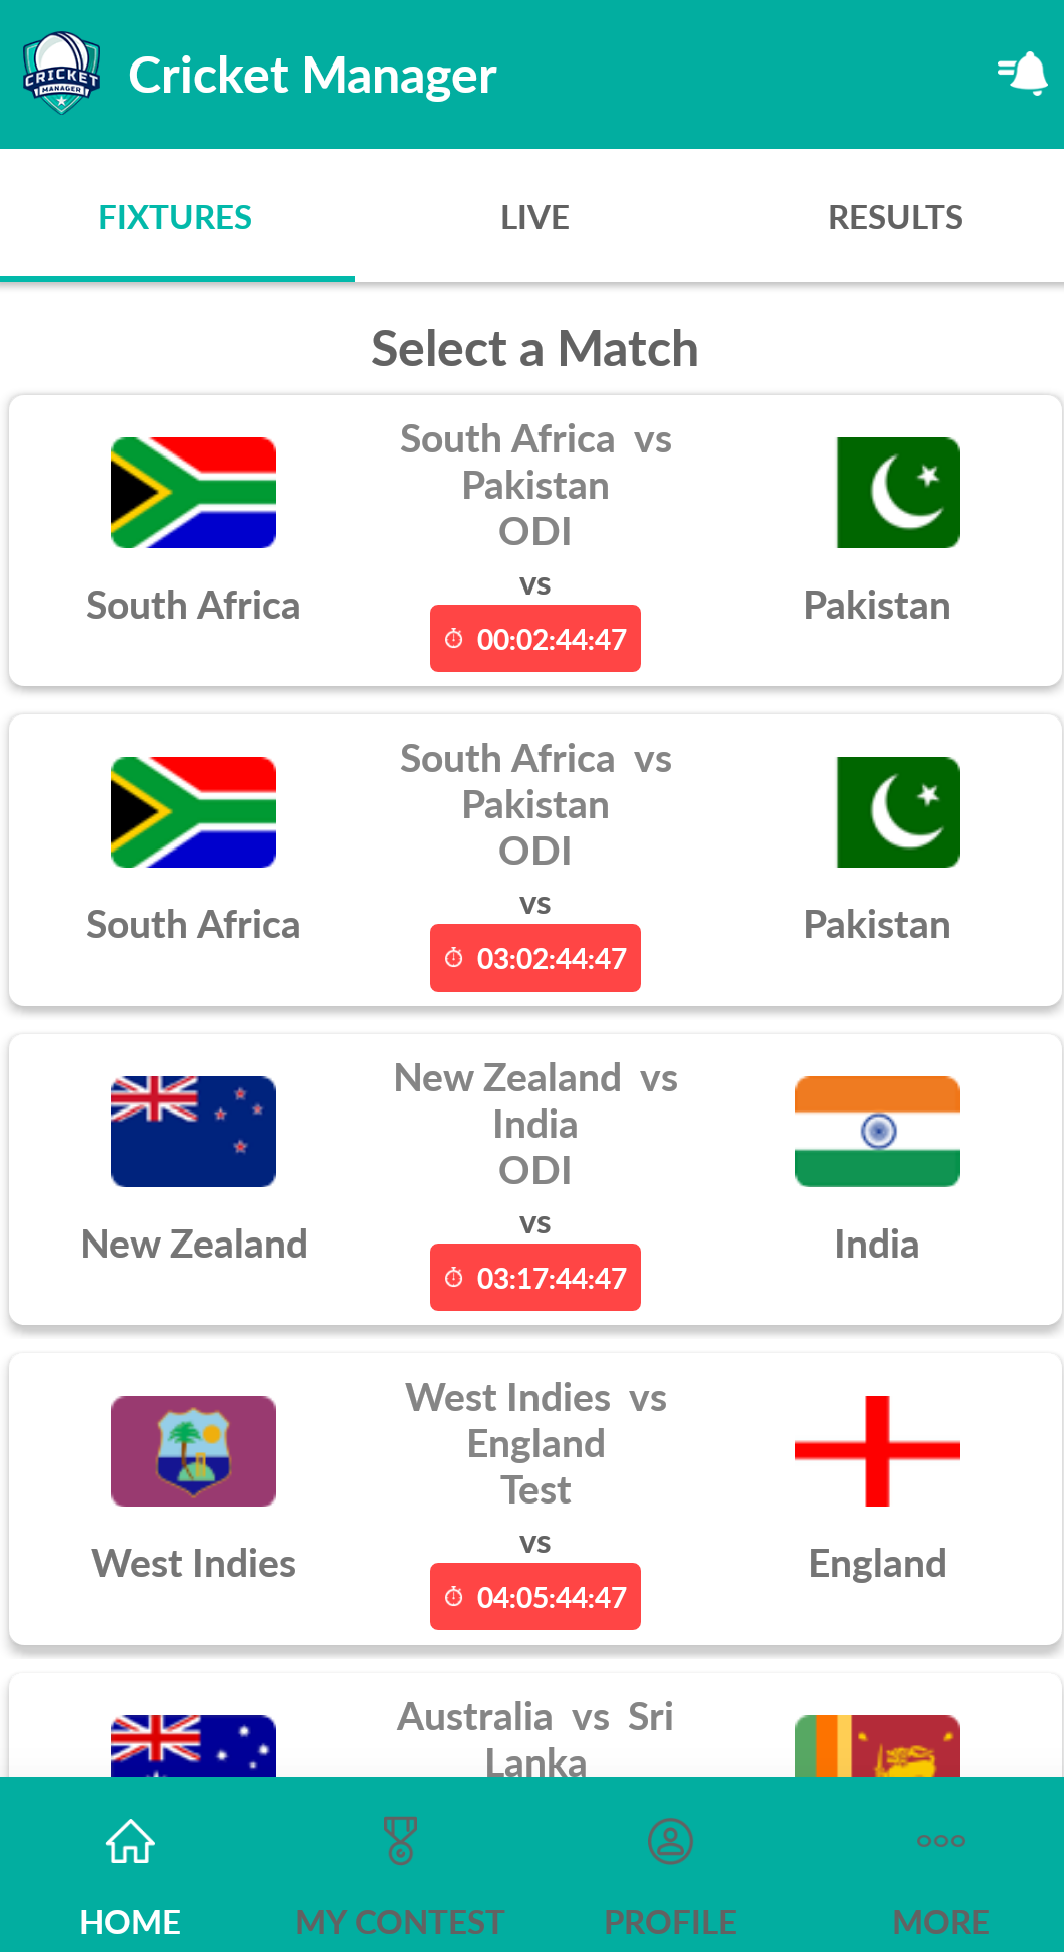 CRICKET
MANAGER
Cricket Manager
FIXTURES
LIVE
RESULTS
Select a Match
South Africa vs
Pakistan
ODI
vs
South Africa
Pakistan
00:02:44:47
South Africa vs
Pakistan
ODI
vs
South Africa
Pakistan
03:02:44:47
New Zealand vs
India
ODI
vs
New Zealand
India
03:17:44:47
West Indies vs
England
Test
vs
West Indies
England
04:05:44:47
Australia vs Sri
Lanka
HOME
MY CONTEST
PROFILE
MORE